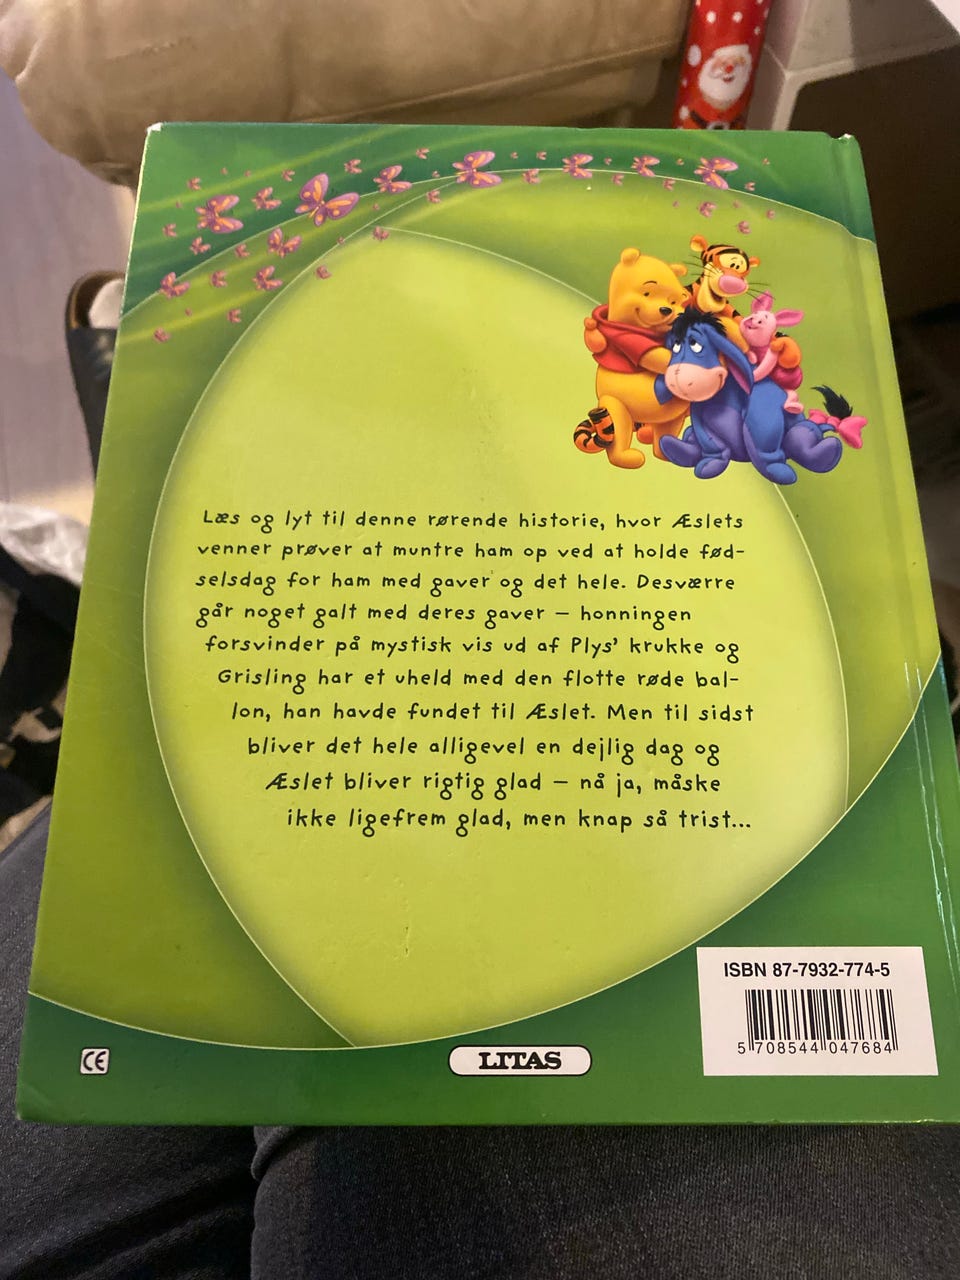 Læs og lyt til denne rørende historie, hvor Æslets
venner prøver at muntre ham op ved at holde fød-
selsdag for ham med gaver og det hele. Desværre
går noget galt med deres gaver – honningen
forsvinder på mystisk vis ud af Plys' krukke og
Grisling har et uheld med den flotte røde bal-
lon, han havde fundet til Æslet. Men til sidst
bliver det hele alligevel en dejlig dag og
Æslet bliver rigtig glad – nå ja, måske
ikke ligefrem glad, men knap så trist...
ISBN 87-7932-774-5
5 708544 047684
CE
LITAS